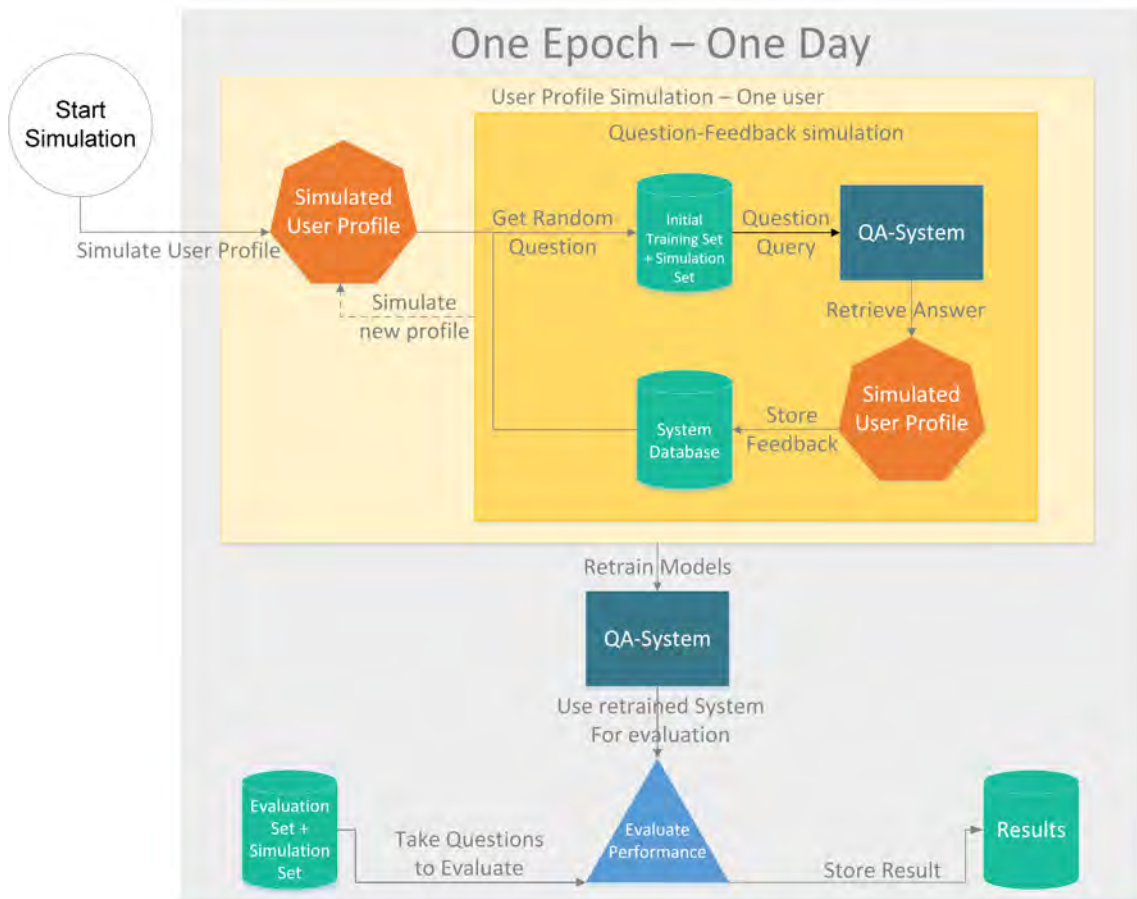 One Epoch – One Day
Start
Simulation
User Profile Simulation – One user
Question-Feedback simulation
Simulated
User Profile
Simulate User Profile
Get Random
Question
Initial
Training Set
+ Simulation
Set
Question
Query
QA-System
Simulate
new profile
Retrieve Answer
Simulated
User Profile
Store
Feedback
System
Database
Retrain Models
QA-System
Use retrained System
For evaluation
Evaluation
Set +
Simulation
Set
Take Questions
to Evaluate
Evaluate
Performance
Store Result
Results